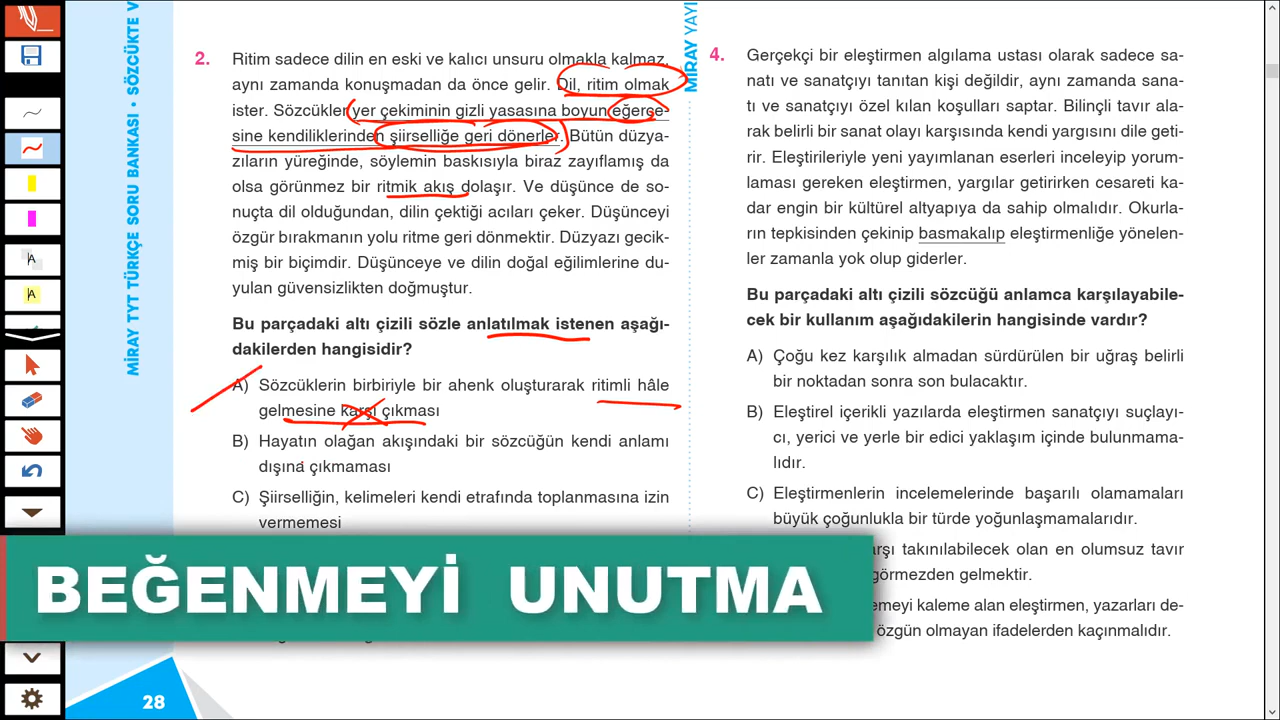 MİRAY TYT TÜRKÇE SORU BANKASI • SÖZCÜKTE
2. Ritim sadece dilin en eski ve kalıcı unsuru olmakla kalmaz,
aynı zamanda konuşmadan da önce gelir. Dil, ritim olmak
ister. Sözcükler yer çekiminin gizli yasasına boyun eğerce-
sine kendiliklerinden şiirselliğe geri dönerler. Bütün düzya-
zıların yüreğinde, söylemin baskısıyla biraz zayıflamış da
olsa görünmez bir ritmik akış dolaşır. Ve düşünce de so-
nuçta dil olduğundan, dilin çektiği acıları çeker. Düşünceyi
özgür bırakmanın yolu ritme geri dönmektir. Düzyazı gecik-
miş bir biçimdir. Düşünceye ve dilin doğal eğilimlerine du-
yulan güvensizlikten doğmuştur.
Bu parçadaki altı çizili sözle anlatılmak istenen aşağı-
dakilerden hangisidir?
A) Sözcüklerin birbiriyle bir ahenk oluşturarak ritimli hâle
gelmesine karşı çıkması
B) Hayatın olağan akışındaki bir sözcüğün kendi anlamı
dışına çıkmaması
C) Şiirselliğin, kelimeleri kendi etrafında toplanmasına izin
vermemesi
28
MİRAY YAYI
4. Gerçekçi bir eleştirmen algılama ustası olarak sadece sa-
natı ve sanatçıyı tanıtan kişi değildir, aynı zamanda sana-
tı ve sanatçıyı özel kılan koşulları saptar. Bilinçli tavır ala-
rak belirli bir sanat olayı karşısında kendi yargısını dile geti-
rir. Eleştirileriyle yeni yayımlanan eserleri inceleyip yorum-
laması gereken eleştirmen, yargılar getirirken cesareti ka-
dar engin bir kültürel altyapıya da sahip olmalıdır. Okurla-
rın tepkisinden çekinip basmakalıp eleştirmenliğe yönelen-
ler zamanla yok olup giderler.
Bu parçadaki altı çizili sözcüğü anlamca karşılayabile-
cek bir kullanım aşağıdakilerin hangisinde vardır?
A) Çoğu kez karşılık almadan sürdürülen bir uğraş belirli
bir noktadan sonra son bulacaktır.
B) Eleştirel içerikli yazılarda eleştirmen sanatçıyı suçlayı-
cı, yerici ve yerle bir edici yaklaşım içinde bulunmama-
lıdır.
C) Eleştirmenlerin incelemelerinde başarılı olamamaları
büyük çoğunlukla bir türde yoğunlaşmamalarıdır.
takınılabilecek olan en olumsuz tavır
görmezden gelmektir.
kaleme alan eleştirmen, yazarları de-
özgün olmayan ifadelerden kaçınmalıdır.
BEĞENMEYİ UNUTMA